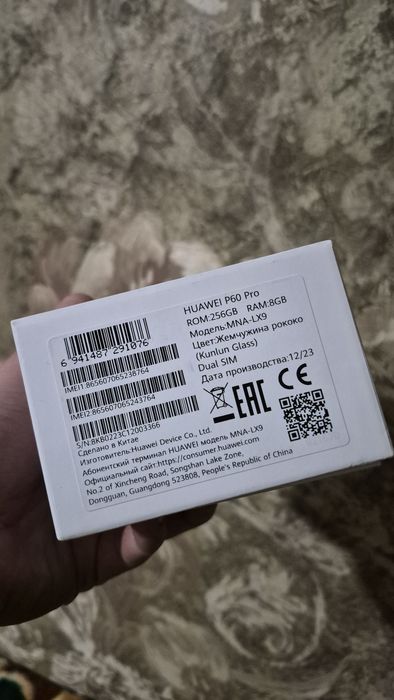 HUAWEI P60 Pro
ROM:256GB RAM:8GB
Модель:MNA-LX9
Цвет:Жемчужина рококо
(Kunlun Glass)
Dual SIM
Дата производства:12/23
6 941487 291076
IMEI1:865607065238764
IMEI2:865607065243764
S/N:8KB0223C12003366
EAC CE
Сделано в Китае
Изготовитель:Huawei Device Co., Ltd.
Абонентский терминал HUAWEI модель MNA-LX9
Официальный сайт:https://consumer.huawei.com
No.2 of Xincheng Road, Songshan Lake Zone,
Dongguan, Guangdong 523808, People's Republic of China